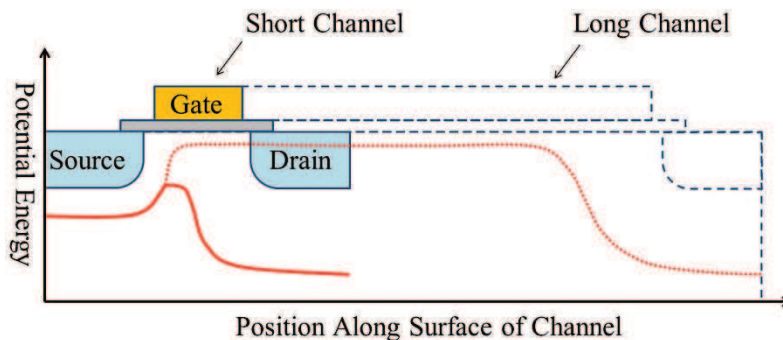 Short Channel
Long Channel
Gate
Source
Drain
Potential Energy
Position Along Surface of Channel